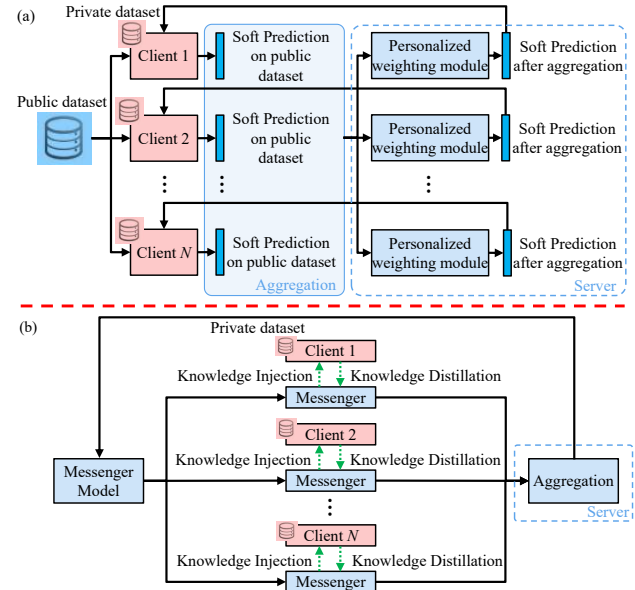 (a)
Private dataset
Public dataset
Client 1
Soft Prediction
on public
dataset
Personalized
weighting module
Soft Prediction
after aggregation
Client 2
Soft Prediction
on public
dataset
Personalized
weighting module
Soft Prediction
after aggregation
Client N
Soft Prediction
on public dataset
Personalized
weighting module
Soft Prediction
after aggregation
Aggregation
Server
(b)
Private dataset
Client 1
Knowledge Injection
Knowledge Distillation
Messenger
Client 2
Knowledge Injection
Knowledge Distillation
Messenger
Messenger
Model
Aggregation
Server
Client N
Knowledge Injection
Knowledge Distillation
Messenger